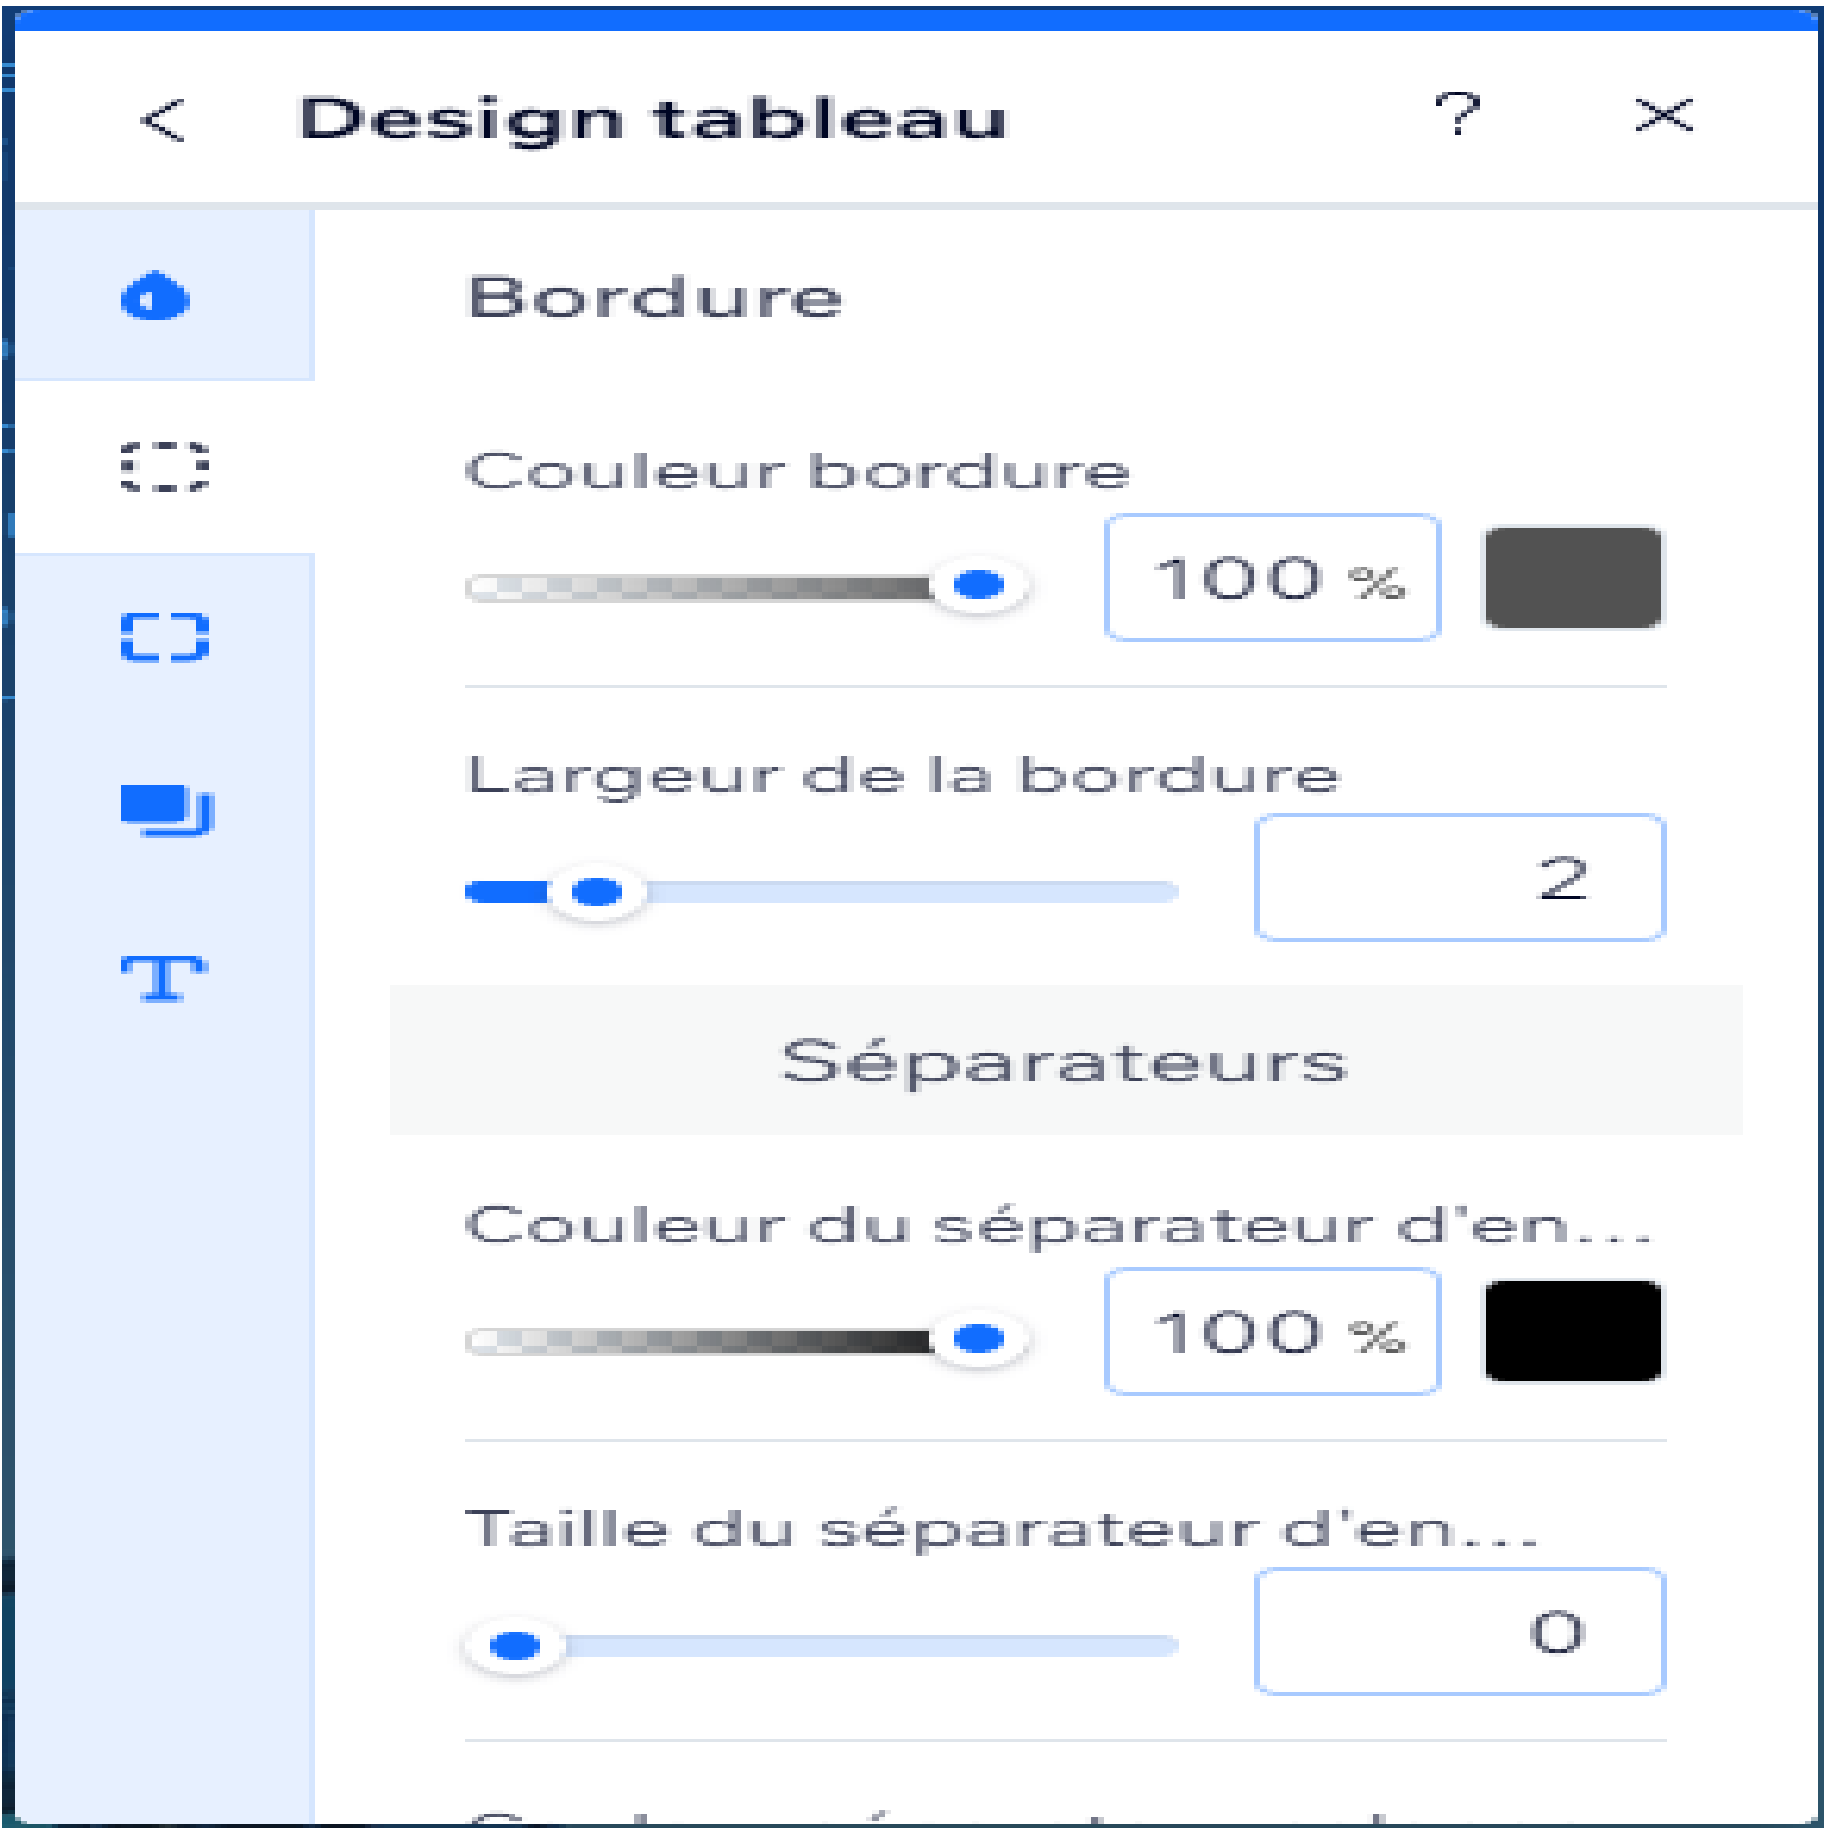 < Design tableau ? ×
Bordure
Couleur bordure
100 %
Largeur de la bordure
2
Séparateurs
Couleur du séparateur d'en...
100 %
Taille du séparateur d'en...
0